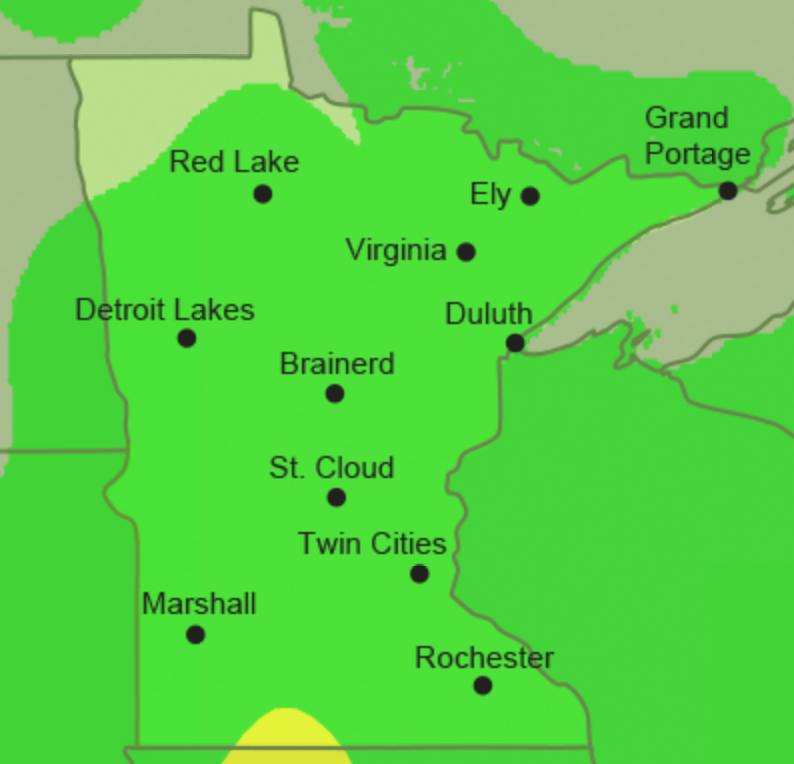 Grand
Portage
Red Lake
Ely
Virginia
Detroit Lakes
Duluth
Brainerd
St. Cloud
Twin Cities
Marshall
Rochester